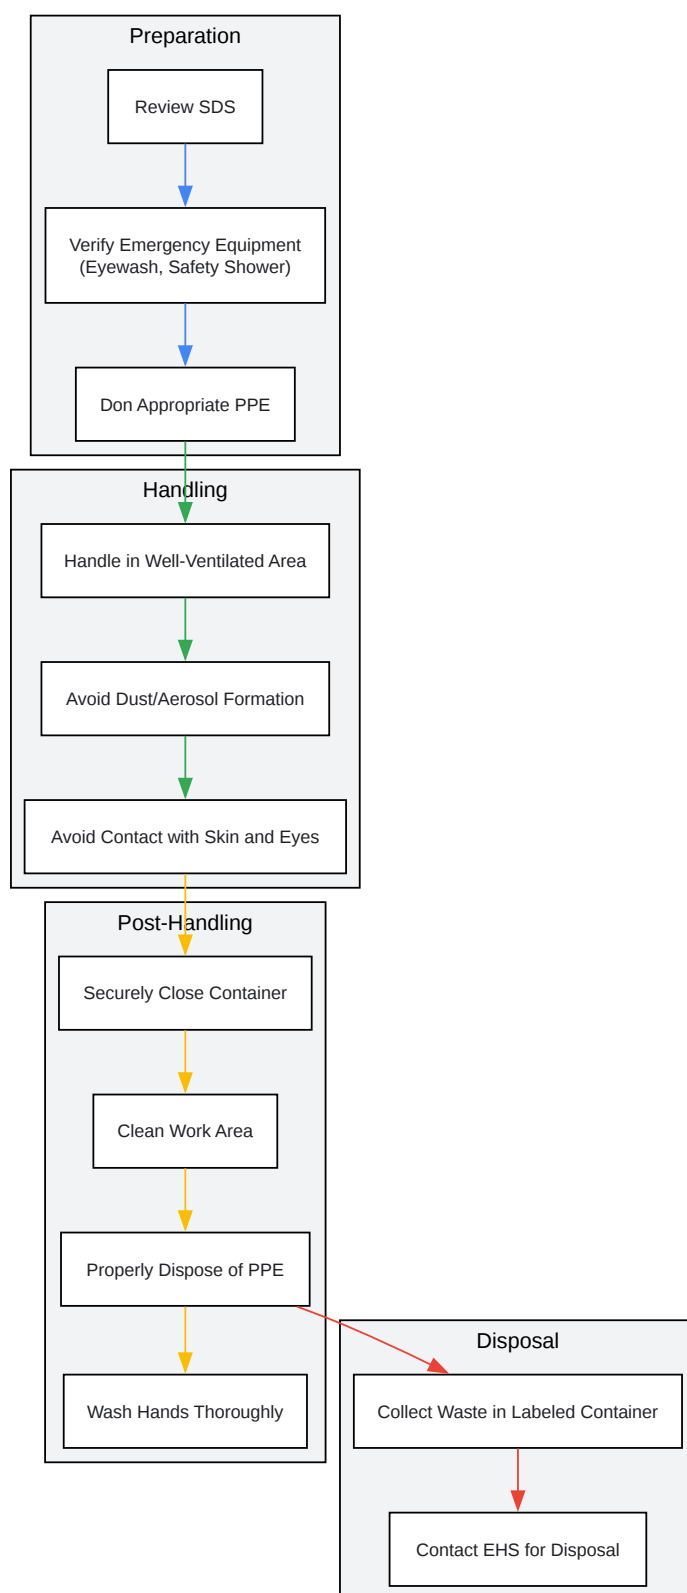 Preparation
Review SDS
Verify Emergency Equipment
(Eyewash, Safety Shower)
Don Appropriate PPE
Handling
Handle in Well-Ventilated Area
Avoid Dust/Aerosol Formation
Avoid Contact with Skin and Eyes
Post-Handling
Securely Close Container
Clean Work Area
Properly Dispose of PPE
Wash Hands Thoroughly
Disposal
Collect Waste in Labeled Container
Contact EHS for Disposal